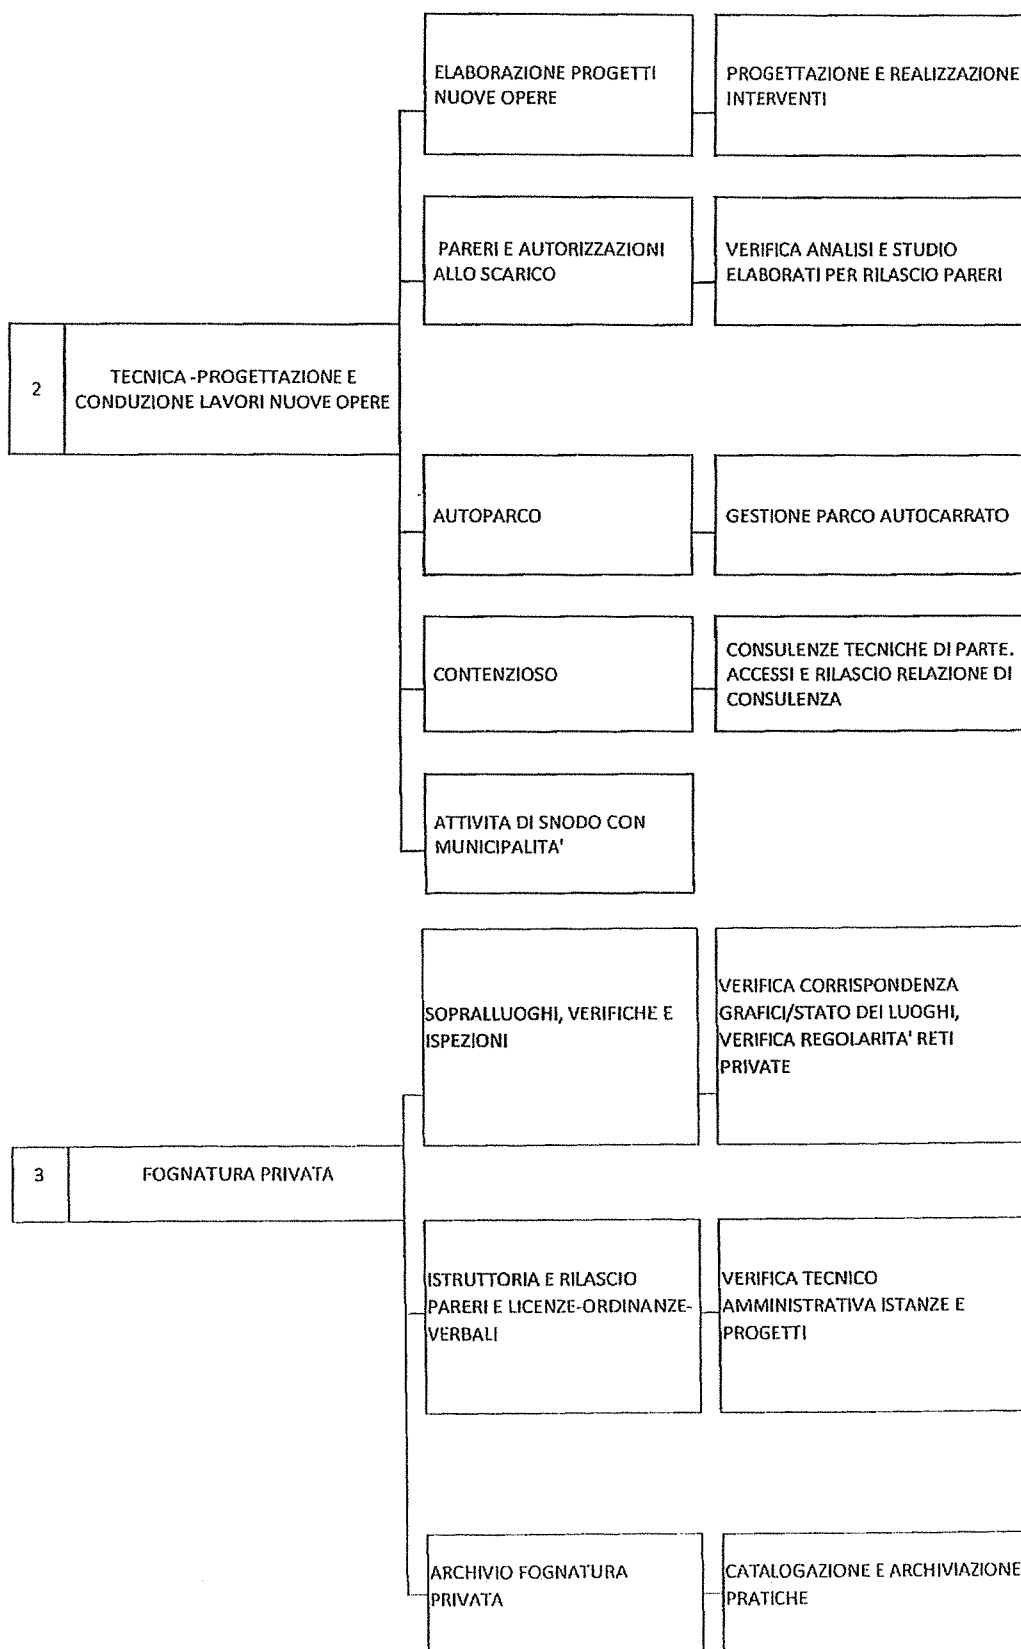 ELABORAZIONE PROGETTI
NUOVE OPERE
PROGETTAZIONE E REALIZZAZIONE
INTERVENTI
PARERI E AUTORIZZAZIONI
ALLO SCARICO
VERIFICA ANALISI E STUDIO
ELABORATI PER RILASCIO PARERI
2
TECNICA -PROGETTAZIONE E
CONDUZIONE LAVORI NUOVE OPERE
AUTOPARCO
GESTIONE PARCO AUTOCARRATO
CONTENZIOSO
CONSULENZE TECNICHE DI PARTE.
ACCESSI E RILASCIO RELAZIONE DI
CONSULENZA
ATTIVITA DI SNODO CON
MUNICIPALITA'
SOPRALLUOGHI, VERIFICHE E
ISPEZIONI
VERIFICA CORRISPONDENZA
GRAFICI/STATO DEI LUOGHI,
VERIFICA REGOLARITA' RETI
PRIVATE
3
FOGNATURA PRIVATA
ISTRUTTORIA E RILASCIO
PARERI E LICENZE-ORDINANZE-
VERBALI
VERIFICA TECNICO
AMMINISTRATIVA ISTANZE E
PROGETTI
ARCHIVIO FOGNATURA
PRIVATA
CATALOGAZIONE E ARCHIVIAZIONE
PRATICHE